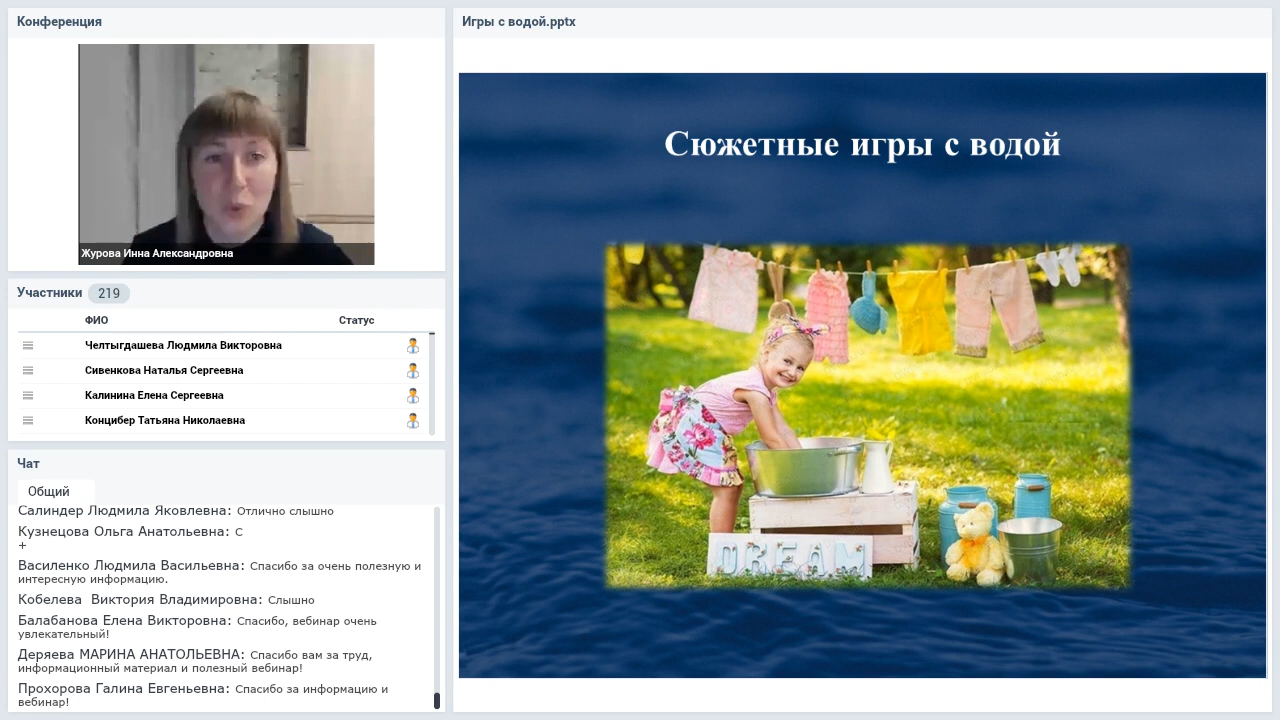 Конференция
Журова Инна Александровна
Участники 219
ФИО Статус
Челтыгдашева Людмила Викторовна
Сивенкова Наталья Сергеевна
Калинина Елена Сергеевна
Концибер Татьяна Николаевна
Чат
Общий
Салиндер Людмила Яковлевна: Отлично слышно
Кузнецова Ольга Анатольевна: С
+
Василенко Людмила Васильевна: Спасибо за очень полезную и
интересную информацию.
Кобелева Виктория Владимировна: Слышно
Балабанова Елена Викторовна: Спасибо, вебинар очень
увлекательный!
Деряева МАРИНА АНАТОЛЬЕВНА: Спасибо вам за труд,
информационный материал и полезный вебинар!
Прохорова Галина Евгеньевна: Спасибо за информацию и
вебинар!
Игры с водой.pptx
Сюжетные игры с водой
DREAM